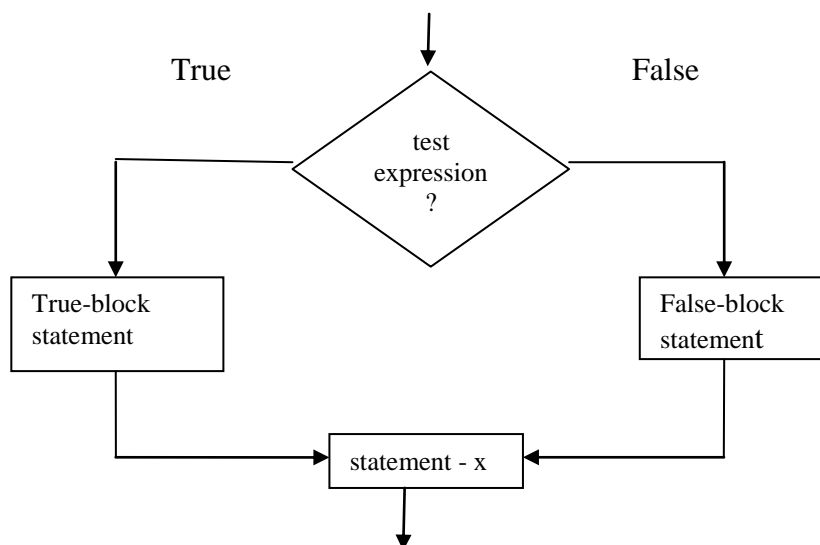 True
False
test
expression
?
True-block
statement
False-block
statement
statement - x